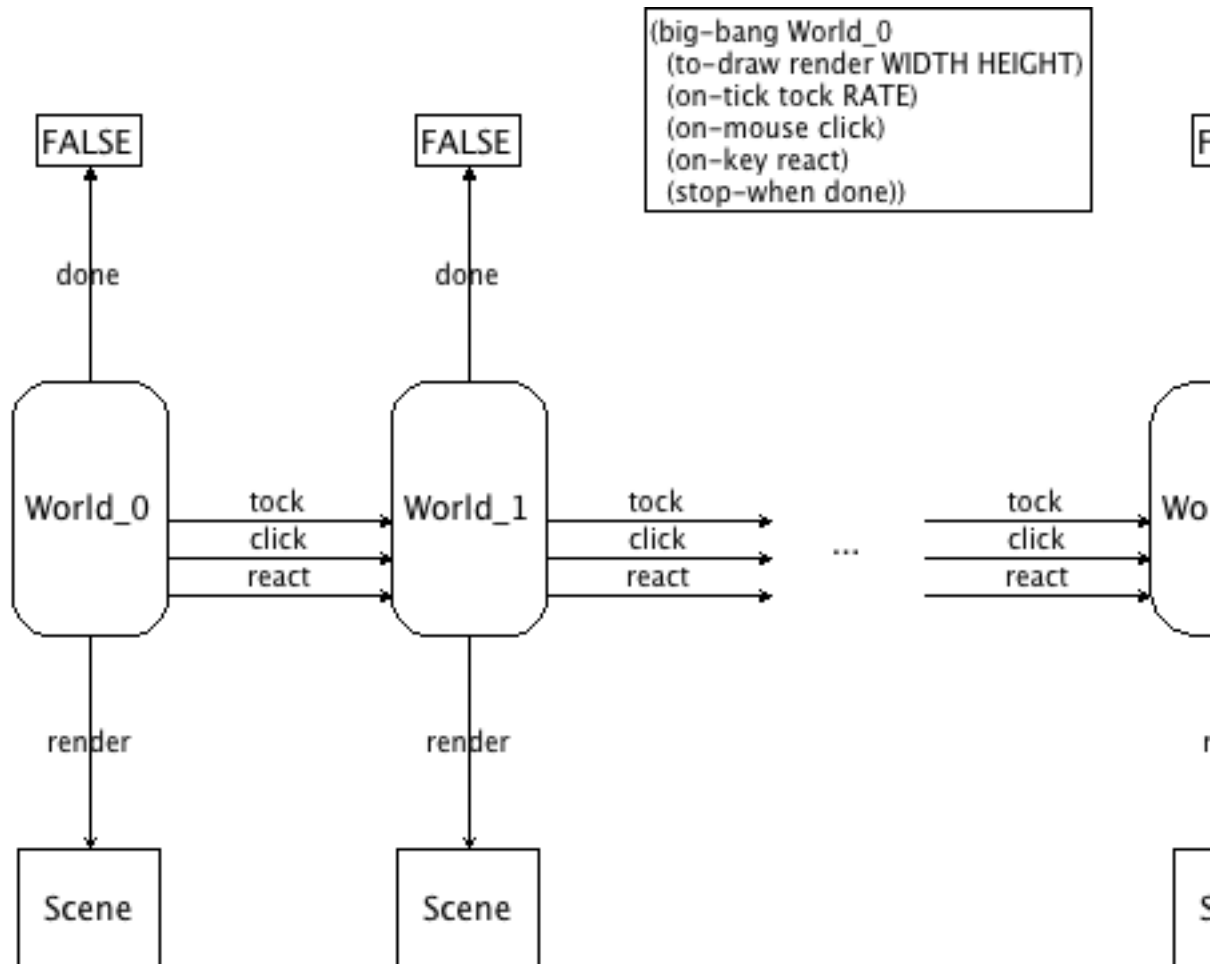 (big-bang World_0
(to-draw render WIDTH HEIGHT)
(on-tick tock RATE)
(on-mouse click)
(on-key react)
(stop-when done))
FALSE
FALSE
done
done
World_0
tock
click
react
World_1
tock
click
react
...
tock
click
react
render
render
Scene
Scene